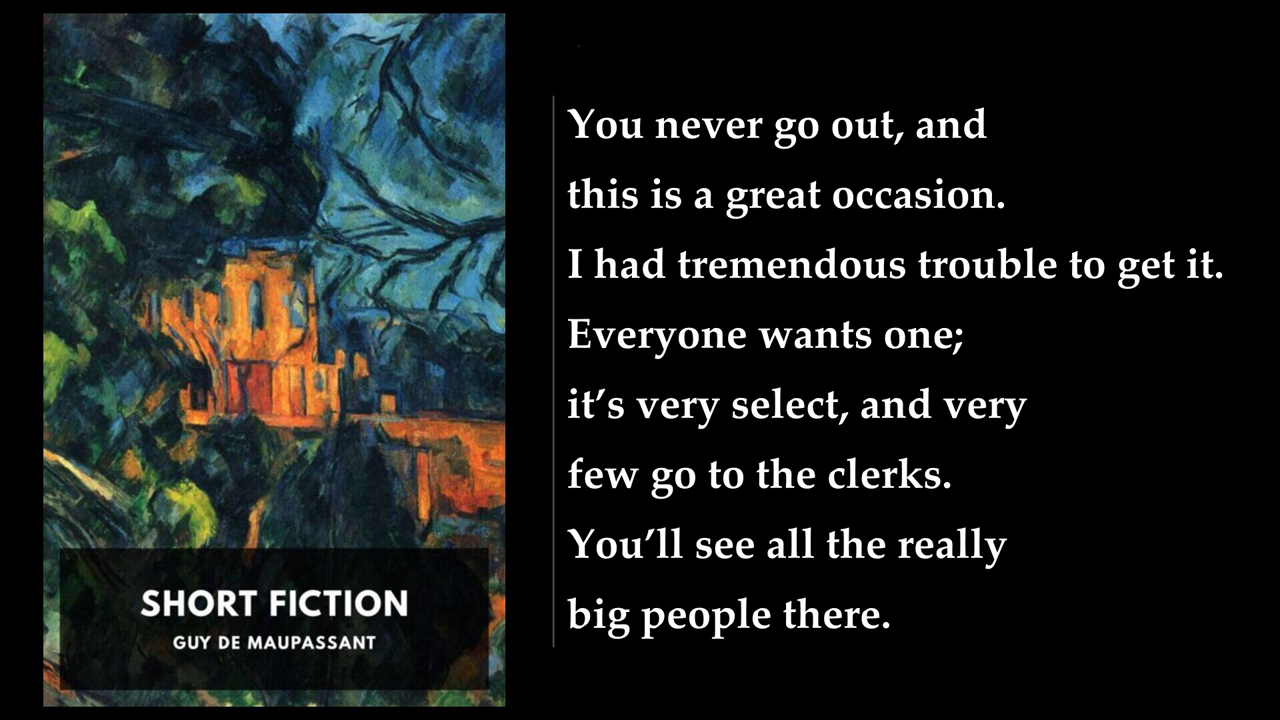 SHORT FICTION
GUY DE MAUPASSANT
You never go out, and
this is a great occasion.
I had tremendous trouble to get it.
Everyone wants one;
it’s very select, and very
few go to the clerks.
You’ll see all the really
big people there.